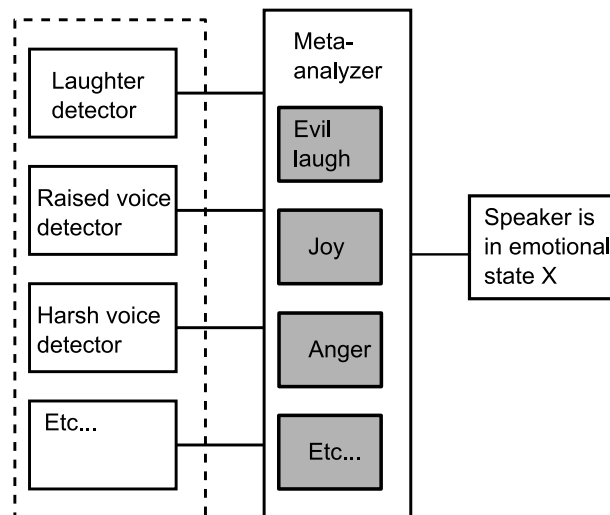 Laughter
detector
Raised voice
detector
Harsh voice
detector
Etc...
Meta-
analyzer
Evil
laugh
Joy
Anger
Etc...
Speaker is
in emotional
state X